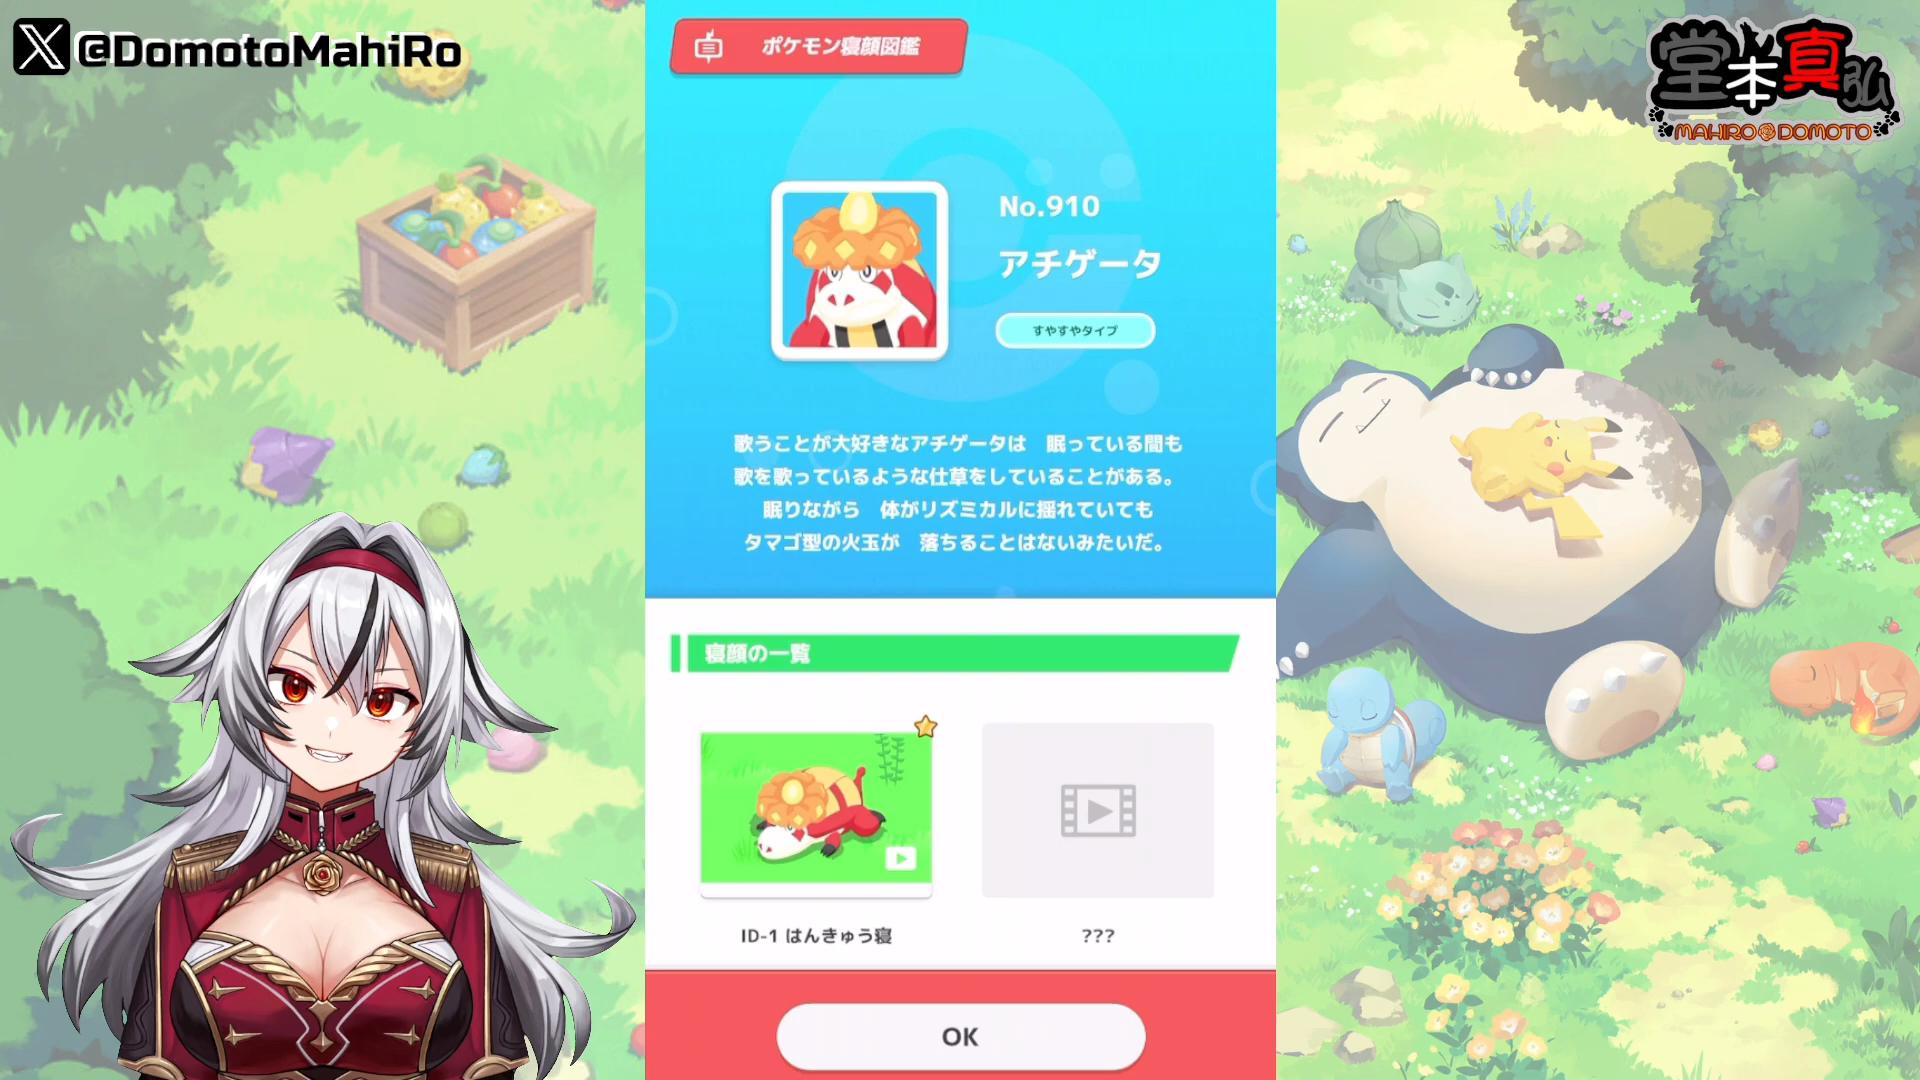 @DomotoMahiRo
ポケモン寝顔図鑑
堂本真弘
MAHIRO DOMOTO
No.910
アチゲータ
すやすやタイプ
歌うことが大好きなアチゲータは　眠っている間も
歌を歌っているような仕草をしていることがある。
眠りながら　体がリズミカルに揺れていても
タマゴ型の火玉が　落ちることはないみたいだ。
寝顔の一覧
ID-1 はんきゅう寝
???
OK